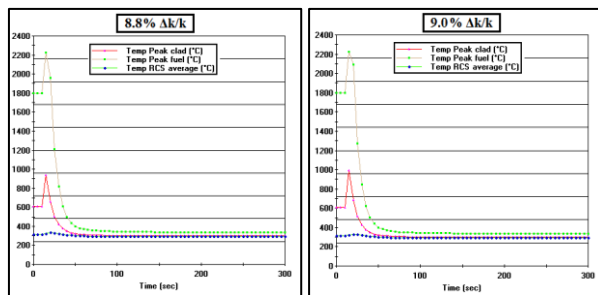 8.8% Δk/k
2400
2200
2000
1800
1600
1400
1200
1000
800
600
400
200
0
Temp Peak clad (°C)
Temp Peak fuel (°C)
Temp RCS average (°C)
0 100 200 300
Time (sec)
9.0% Δk/k
2400
2200
2000
1800
1600
1400
1200
1000
800
600
400
200
0
Temp Peak clad (°C)
Temp Peak fuel (°C)
Temp RCS average (°C)
0 100 200 300
Time (sec)